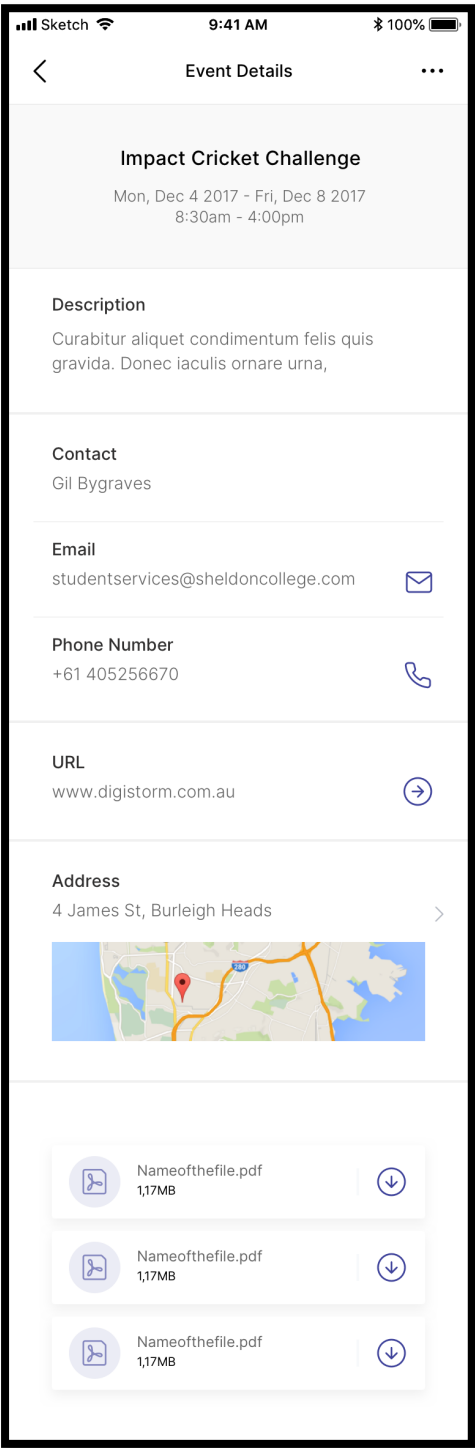 Sketch
9:41 AM
100%
Event Details
Impact Cricket Challenge
Mon, Dec 4 2017 - Fri, Dec 8 2017
8:30am - 4:00pm
Description
Curabitur aliquet condimentum felis quis
gravida. Donec iaculis ornare urna,
Contact
Gil Bygraves
Email
studentservices@sheldoncollege.com
Phone Number
+61 405256670
URL
www.digistorm.com.au
Address
4 James St, Burleigh Heads
280
Nameofthefile.pdf
1,17MB
Nameofthefile.pdf
1,17MB
Nameofthefile.pdf
1,17MB